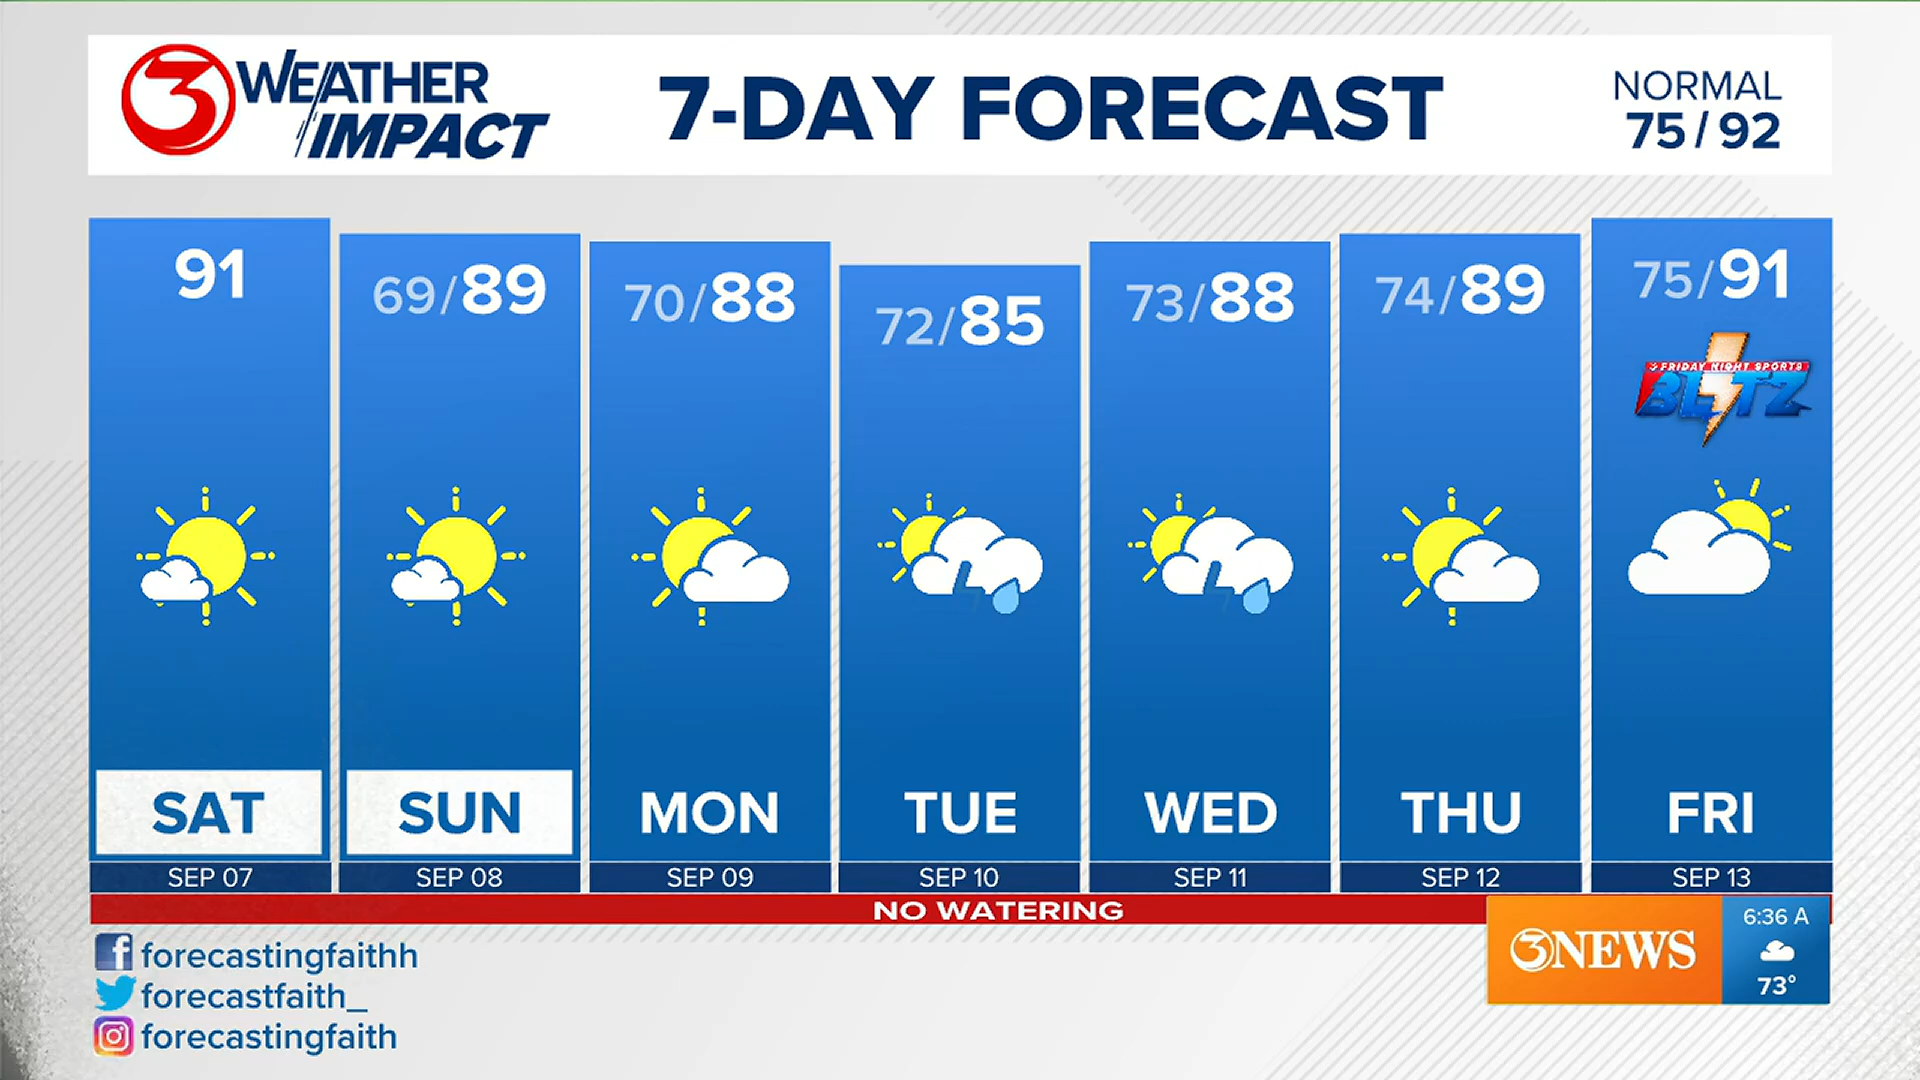 3 WEATHER IMPACT
7-DAY FORECAST
NORMAL
75/92
91
69/89
70/88
72/85
73/88
74/89
75/91
3 FRIDAY NIGHT SPORTS
BLITZ
SAT
SUN
MON
TUE
WED
THU
FRI
SEP 07
SEP 08
SEP 09
SEP 10
SEP 11
SEP 12
SEP 13
NO WATERING
forecastingfaithh
forecastfaith_
forecastingfaith
3NEWS
6:36 A
73°